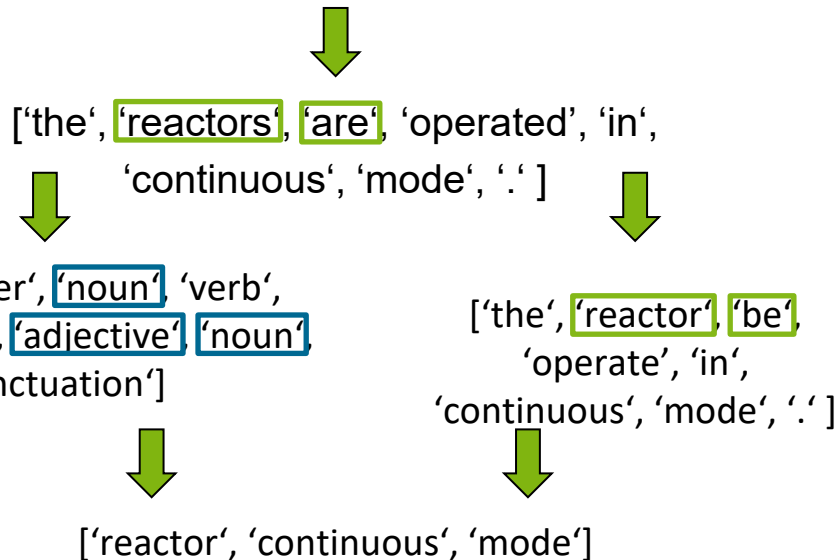 ['the‘, ‘reactors‘, ‘are‘, ‘operated’, ‘in‘,
‘continuous‘, ‘mode‘, ‘.‘ ]
er‘, ‘noun‘, ‘verb‘,
, ‘adjective‘, ‘noun‘,
nctuation‘]
[‘the‘, ‘reactor‘, ‘be‘,
‘operate’, ‘in‘,
‘continuous‘, ‘mode‘, ‘.‘ ]
[‘reactor‘, ‘continuous‘, ‘mode‘]